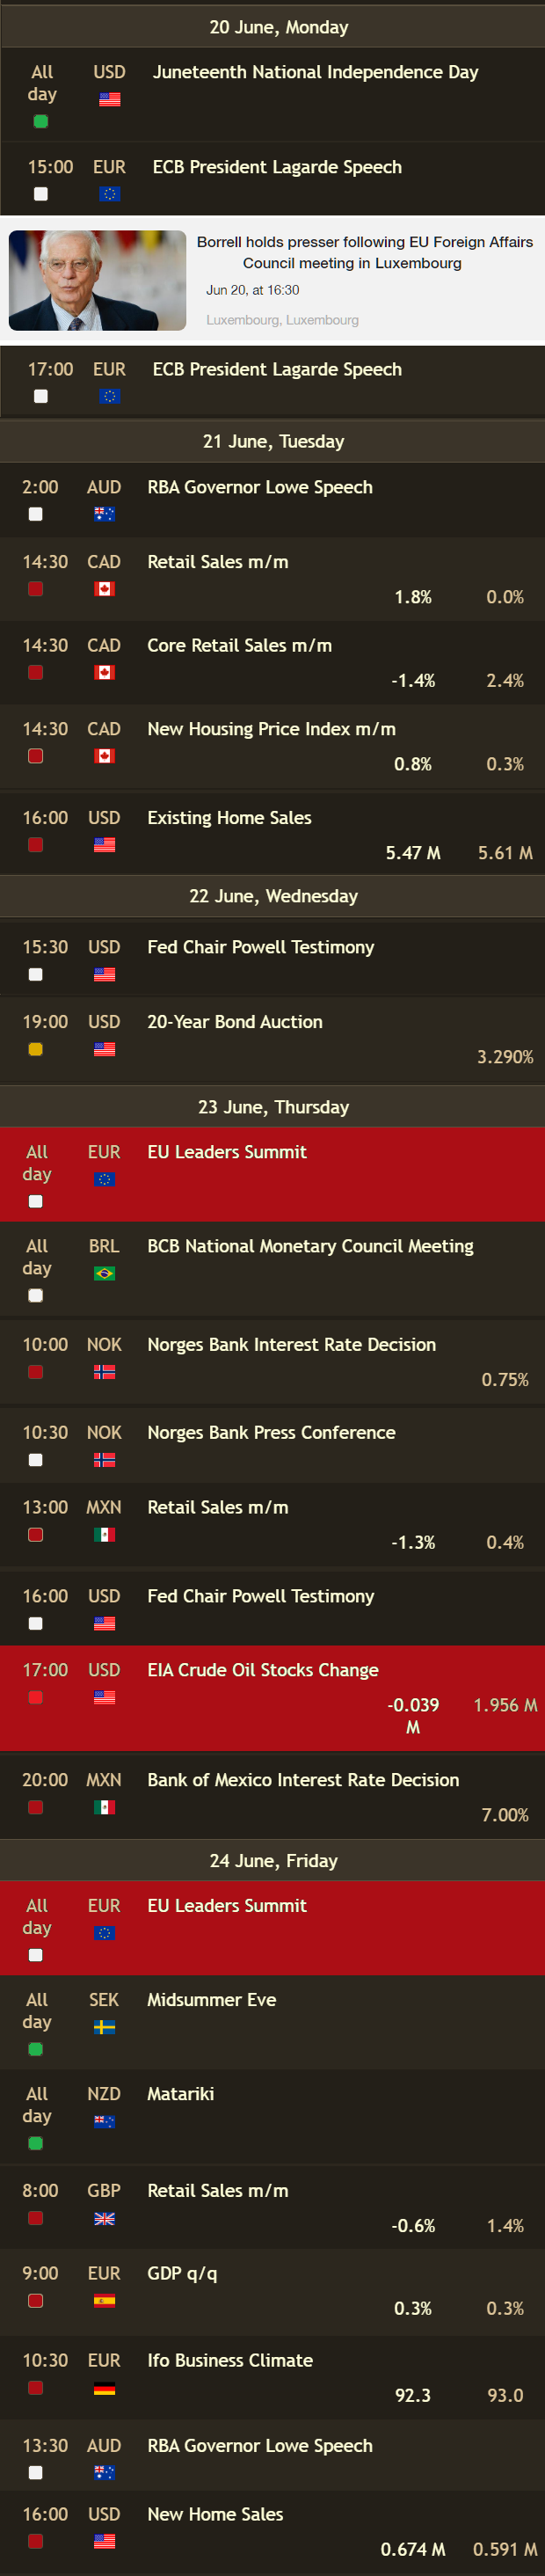 20 June, Monday
All day USD Juneteenth National Independence Day
15:00 EUR ECB President Lagarde Speech
Borrell holds presser following EU Foreign Affairs
Council meeting in Luxembourg
Jun 20, at 16:30
Luxembourg, Luxembourg
17:00 EUR ECB President Lagarde Speech
21 June, Tuesday
2:00 AUD RBA Governor Lowe Speech
14:30 CAD Retail Sales m/m
1.8% 0.0%
14:30 CAD Core Retail Sales m/m
-1.4% 2.4%
14:30 CAD New Housing Price Index m/m
0.8% 0.3%
16:00 USD Existing Home Sales
5.47 M 5.61 M
22 June, Wednesday
15:30 USD Fed Chair Powell Testimony
19:00 USD 20-Year Bond Auction
3.290%
23 June, Thursday
All day EUR EU Leaders Summit
All day BRL BCB National Monetary Council Meeting
10:00 NOK Norges Bank Interest Rate Decision
0.75%
10:30 NOK Norges Bank Press Conference
13:00 MXN Retail Sales m/m
-1.3% 0.4%
16:00 USD Fed Chair Powell Testimony
17:00 USD EIA Crude Oil Stocks Change
-0.039 M 1.956 M
20:00 MXN Bank of Mexico Interest Rate Decision
7.00%
24 June, Friday
All day EUR EU Leaders Summit
All day SEK Midsummer Eve
All day NZD Matariki
8:00 GBP Retail Sales m/m
-0.6% 1.4%
9:00 EUR GDP q/q
0.3% 0.3%
10:30 EUR Ifo Business Climate
92.3 93.0
13:30 AUD RBA Governor Lowe Speech
16:00 USD New Home Sales
0.674 M 0.591 M